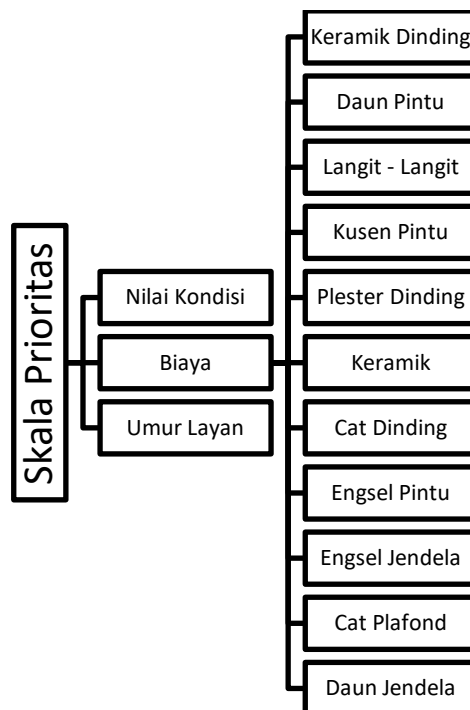 Skala Prioritas
Nilai Kondisi
Biaya
Umur Layan
Keramik Dinding
Daun Pintu
Langit - Langit
Kusen Pintu
Plester Dinding
Keramik
Cat Dinding
Engsel Pintu
Engsel Jendela
Cat Plafond
Daun Jendela